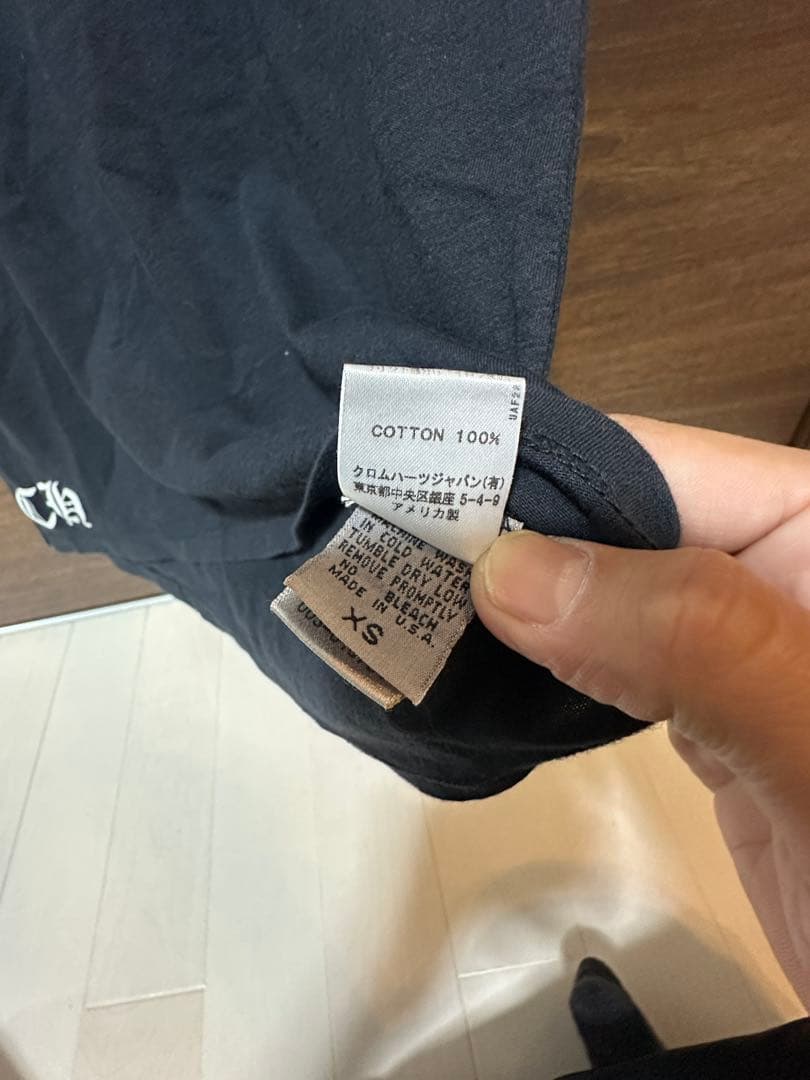 UAF22
COTTON 100%
クロムハーツジャパン(有)
東京都中央区銀座 5-4-9
アメリカ製
MACHINE WASH
IN COLD WATER
TUMBLE DRY LOW
REMOVE PROMPTLY
NO BLEACH
MADE IN U.S.A.
XS
CH